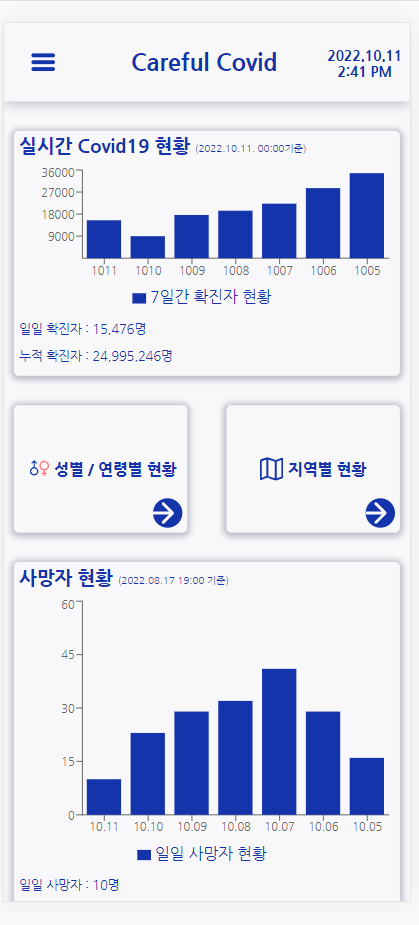 Careful Covid
2022.10.11
2:41 PM
실시간 Covid19 현황 (2022.10.11. 00:00기준)
36000
27000
18000
9000
1011 1010 1009 1008 1007 1006 1005
7일간 확진자 현황
일일 확진자 : 15,476명
누적 확진자 : 24,995,246명
성별 / 연령별 현황
지역별 현황
사망자 현황 (2022.08.17 19:00 기준)
60
45
30
15
0
10.11 10.10 10.09 10.08 10.07 10.06 10.05
일일 사망자 현황
일일 사망자 : 10명